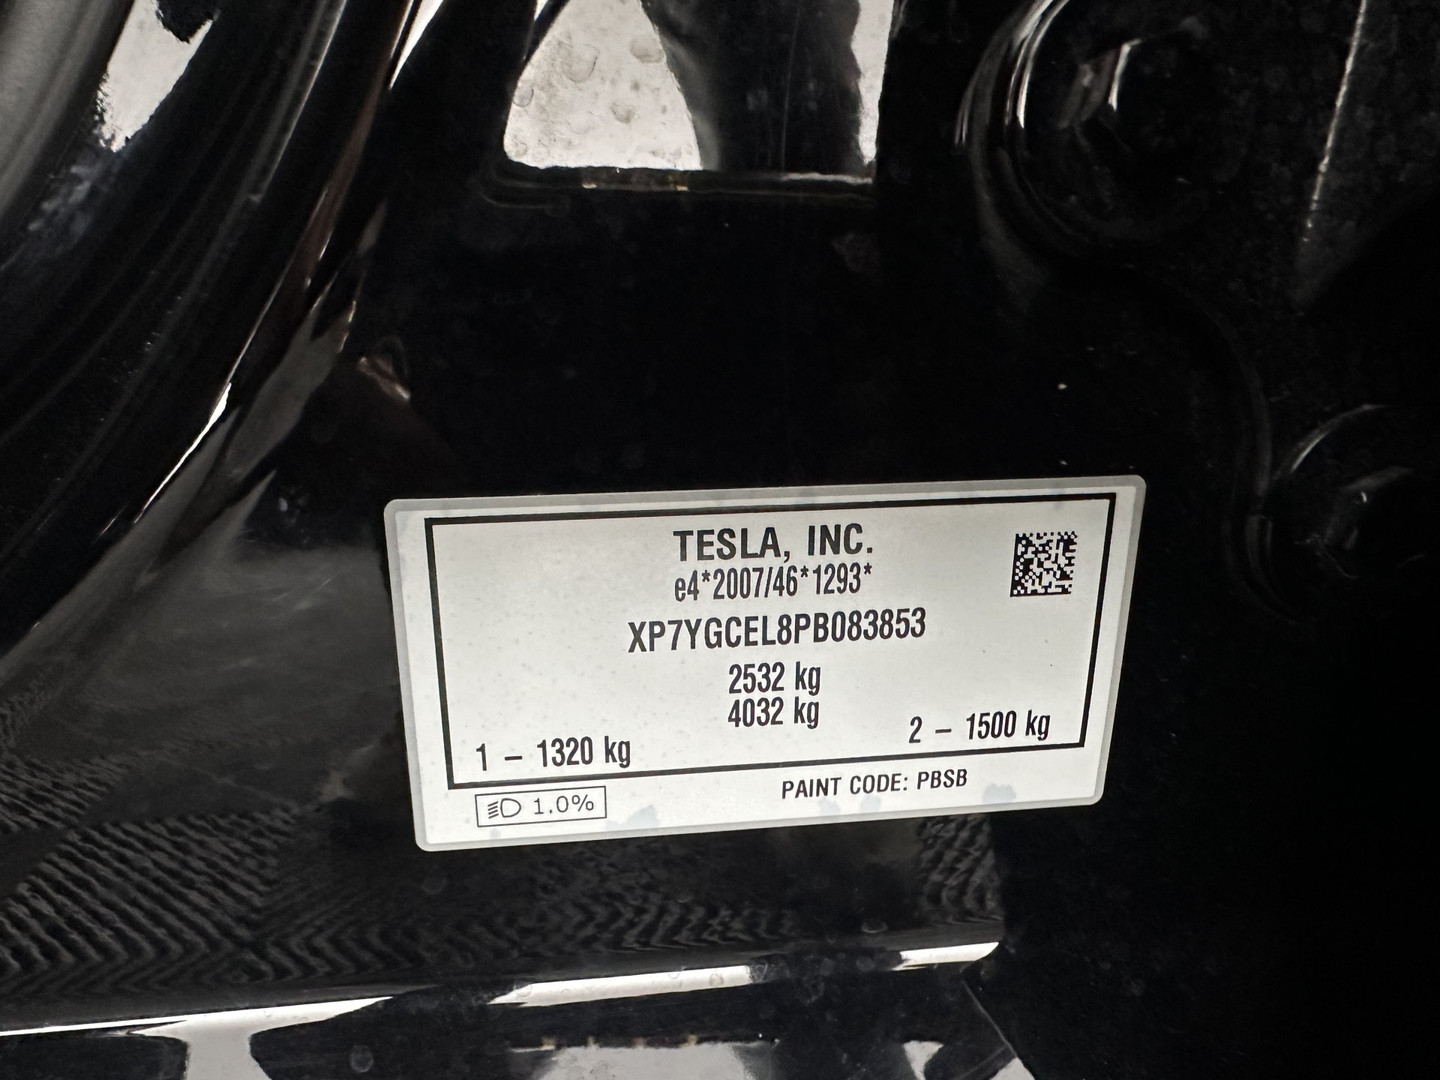 TESLA, INC.
e4*2007/46*1293*
XP7YGCEL8PB083853
2532 kg
4032 kg
1 – 1320 kg
2 – 1500 kg
1.0%
PAINT CODE: PBSB